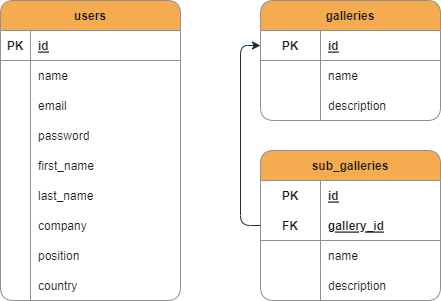 users
PK id
name
email
password
first_name
last_name
company
position
country
galleries
PK id
name
description
sub_galleries
PK id
FK gallery_id
name
description